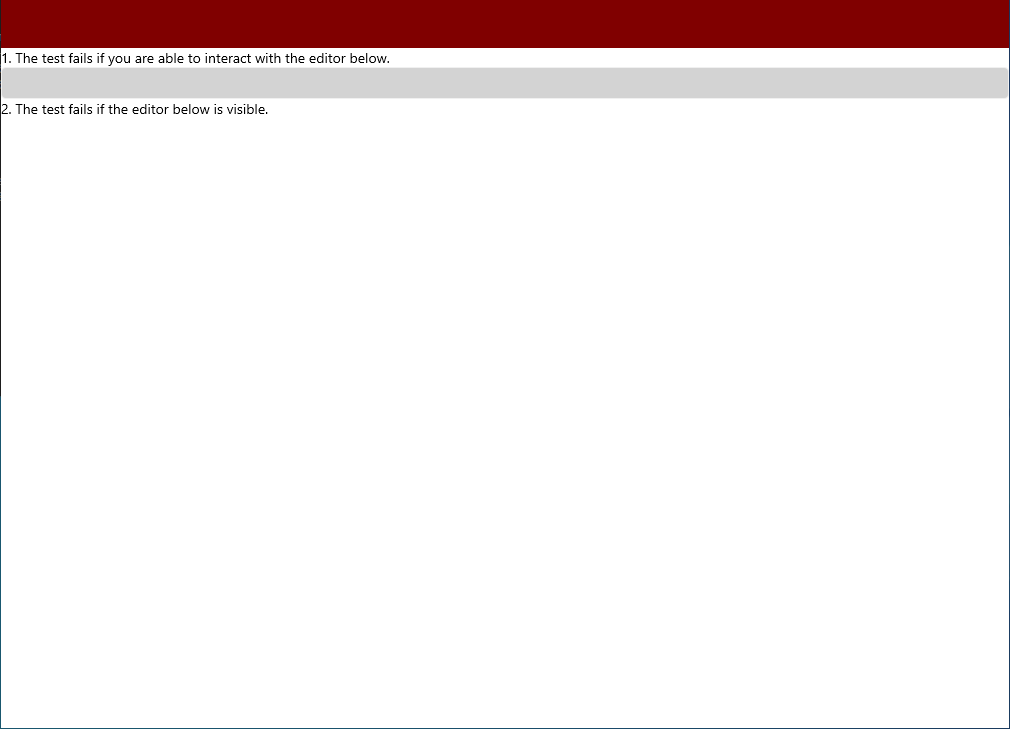 1. The test fails if you are able to interact with the editor below.
2. The test fails if the editor below is visible.